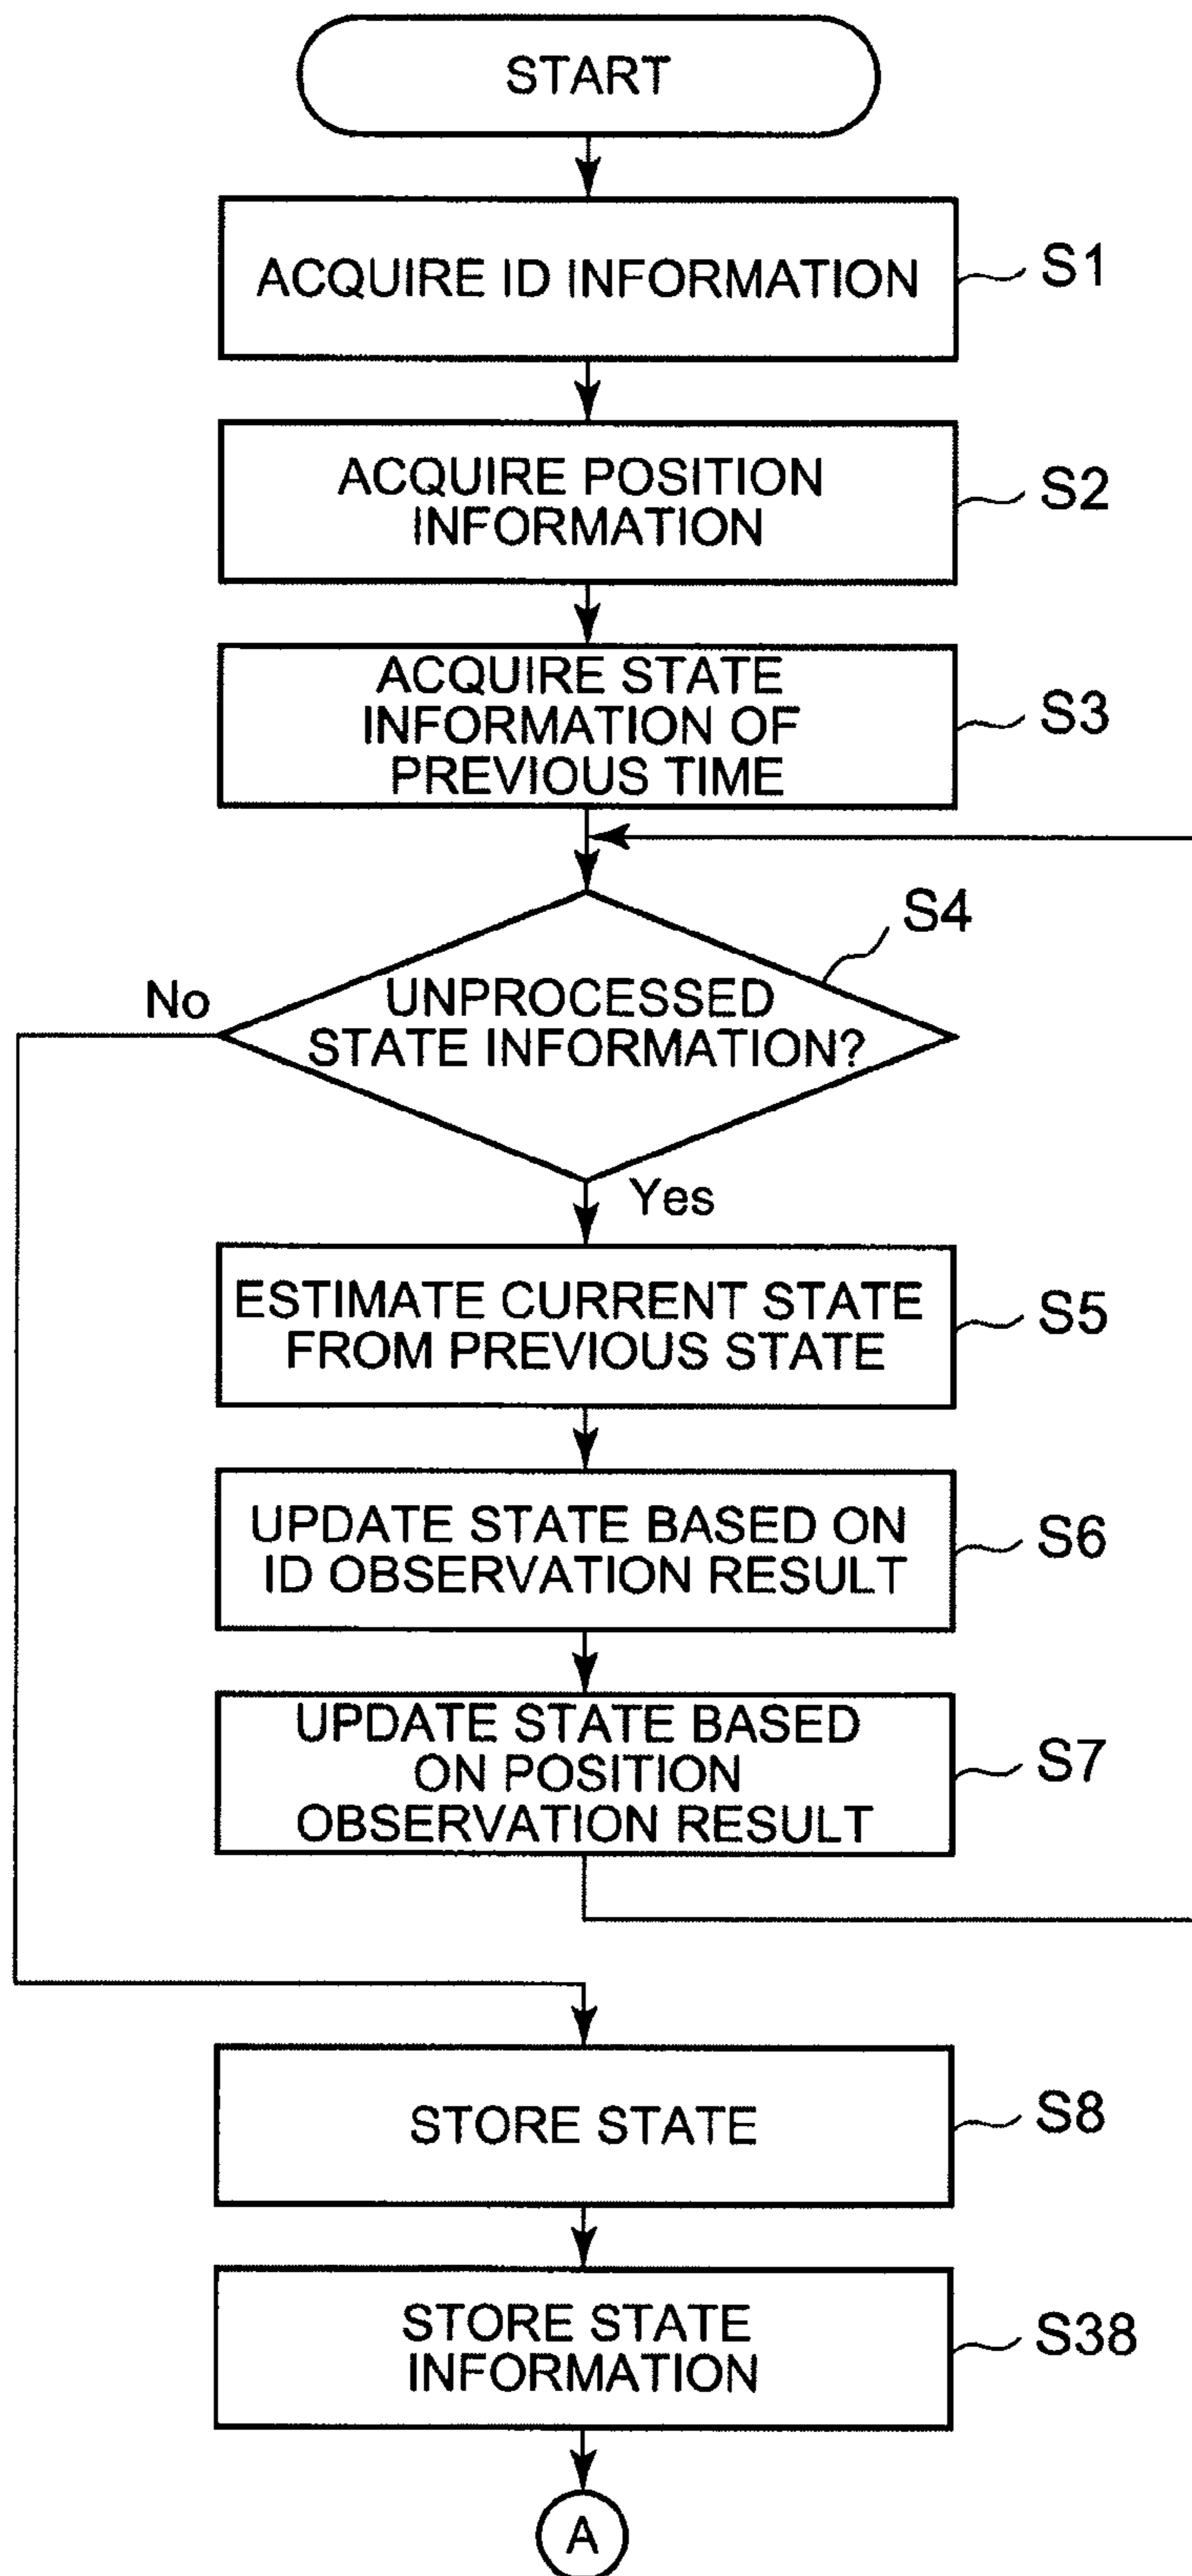 START
ACQUIRE ID INFORMATION
S1
ACQUIRE POSITION
INFORMATION
S2
ACQUIRE STATE
INFORMATION OF
PREVIOUS TIME
S3
S4
No
UNPROCESSED
STATE INFORMATION?
Yes
ESTIMATE CURRENT STATE
FROM PREVIOUS STATE
S5
UPDATE STATE BASED ON
ID OBSERVATION RESULT
S6
UPDATE STATE BASED
ON POSITION
OBSERVATION RESULT
S7
STORE STATE
S8
STORE STATE
INFORMATION
S38
A